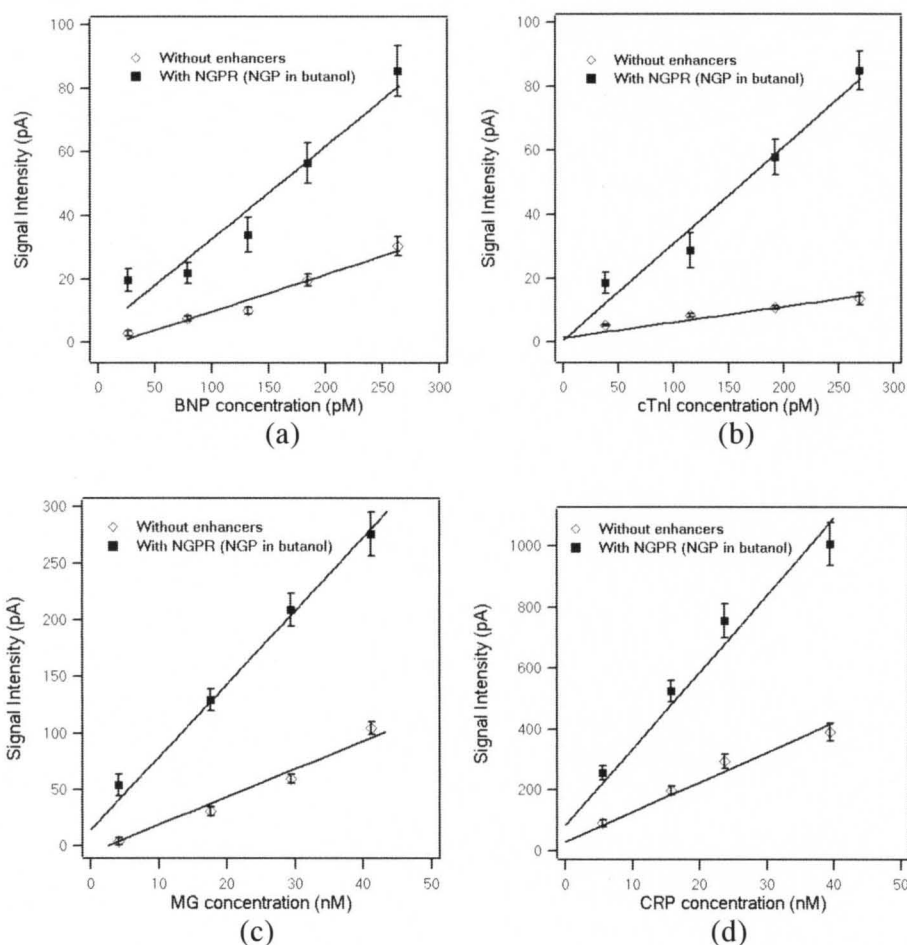 100
80
60
40
20
0
Signal Intensity (pA)
Without enhancers
With NGPR (NGP in butanol)
0 50 100 150 200 250 300
BNP concentration (pM)
(a)
100
80
60
40
20
0
Signal Intensity (pA)
Without enhancers
With NGPR (NGP in butanol)
0 50 100 150 200 250 300
cTnI concentration (pM)
(b)
300
250
200
150
100
50
0
Signal Intensity (pA)
Without enhancers
With NGPR (NGP in butanol)
0 10 20 30 40 50
MG concentration (nM)
(c)
1000
800
600
400
200
0
Signal Intensity (pA)
Without enhancers
With NGPR (NGP in butanol)
0 10 20 30 40 50
CRP concentration (nM)
(d)